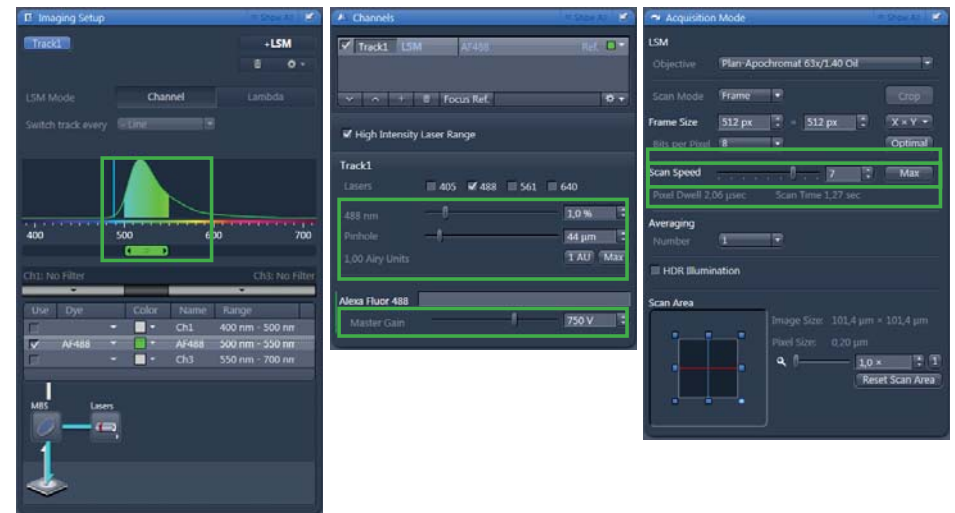 Imaging Setup
Show All
Track1
+LSM
LSM Mode
Channel
Lambda
Switch track every
Line
400
500
600
700
Ch1: No Filter
Ch3: No Filter
Use
Dye
Color
Name
Range
Ch1
400 nm - 500 nm
AF488
AF488
500 nm - 550 nm
Ch3
550 nm - 700 nm
MBS
Lasers
Channels
Show All
Track1
LSM
AF488
Ref.
+
Focus Ref.
High Intensity Laser Range
Track1
Lasers
405
488
561
640
488 nm
1,0 %
Pinhole
44 µm
1,00 Airy Units
1 AU
Max
Alexa Fluor 488
Master Gain
750 V
Acquisition Mode
Show All
LSM
Objective
Plan-Apochromat 63x/1.40 Oil
Scan Mode
Frame
Crop
Frame Size
512 px
×
512 px
X × Y
Bits per Pixel
8
Optimal
Scan Speed
7
Max
Pixel Dwell 2,06 µsec
Scan Time 1,27 sec
Averaging
Number
1
HDR Illumination
Scan Area
Image Size: 101,4 µm × 101,4 µm
Pixel Size: 0,20 µm
1,0 ×
1
Reset Scan Area